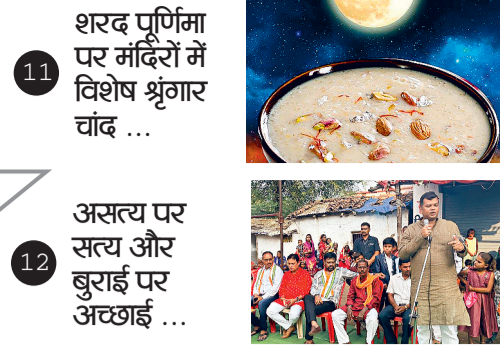 11
शरद पूर्णिमा
पर मंदिरों में
विशेष श्रृंगार
चांद ...
12
असत्य पर
सत्य और
बुराई पर
अच्छाई ...